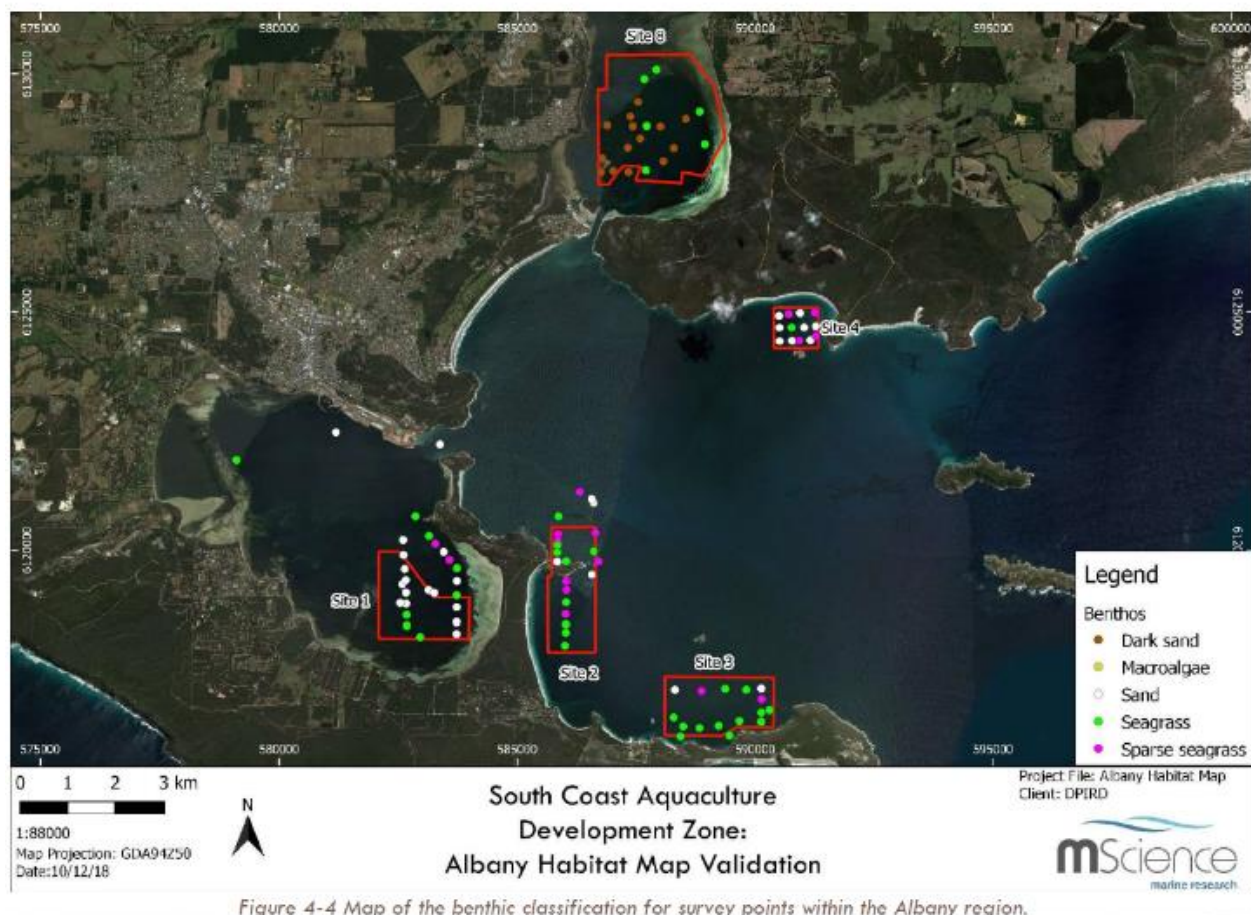 575000 580000 585000 590000 595000 600000
6130000
6130000
Site 8
6125000
6125000
Site 4
6120000
Site 1
Site 2
Site 3
Legend
Benthos
Dark sand
Macroalgae
Sand
Seagrass
Sparse seagrass
575000 580000 585000 590000 595000
0 1 2 3 km
1:88000
Map Projection: GDA94Z50
Date:10/12/18
N
South Coast Aquaculture
Development Zone:
Albany Habitat Map Validation
Project File: Albany Habitat Map
Client: DPIRD
mScience
marine research
Figure 4-4 Map of the benthic classification for survey points within the Albany region.